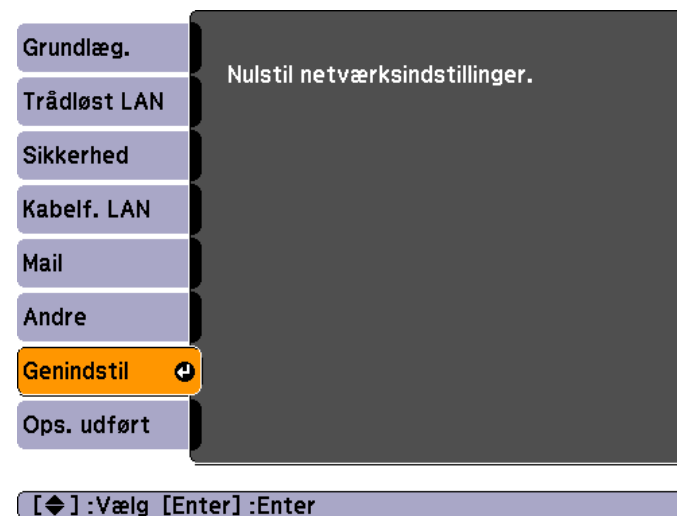 Grundlæg.
Trådløst LAN
Sikkerhed
Kabelf. LAN
Mail
Andre
Genindstil
Ops. udført
Nulstil netværksindstillinger.
[◆] :Vælg [Enter] :Enter